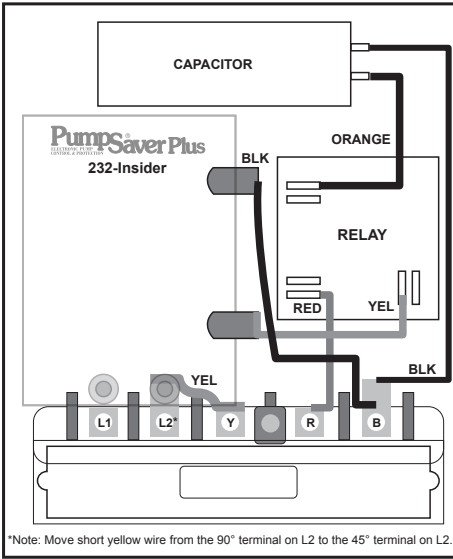 CAPACITOR
PumpSaver® Plus
ELECTRONIC PUMP
CONTROL & PROTECTION
232-Insider
BLK
ORANGE
RELAY
RED
YEL
BLK
YEL
L1
L2*
Y
R
B
*Note: Move short yellow wire from the 90° terminal on L2 to the 45° terminal on L2.